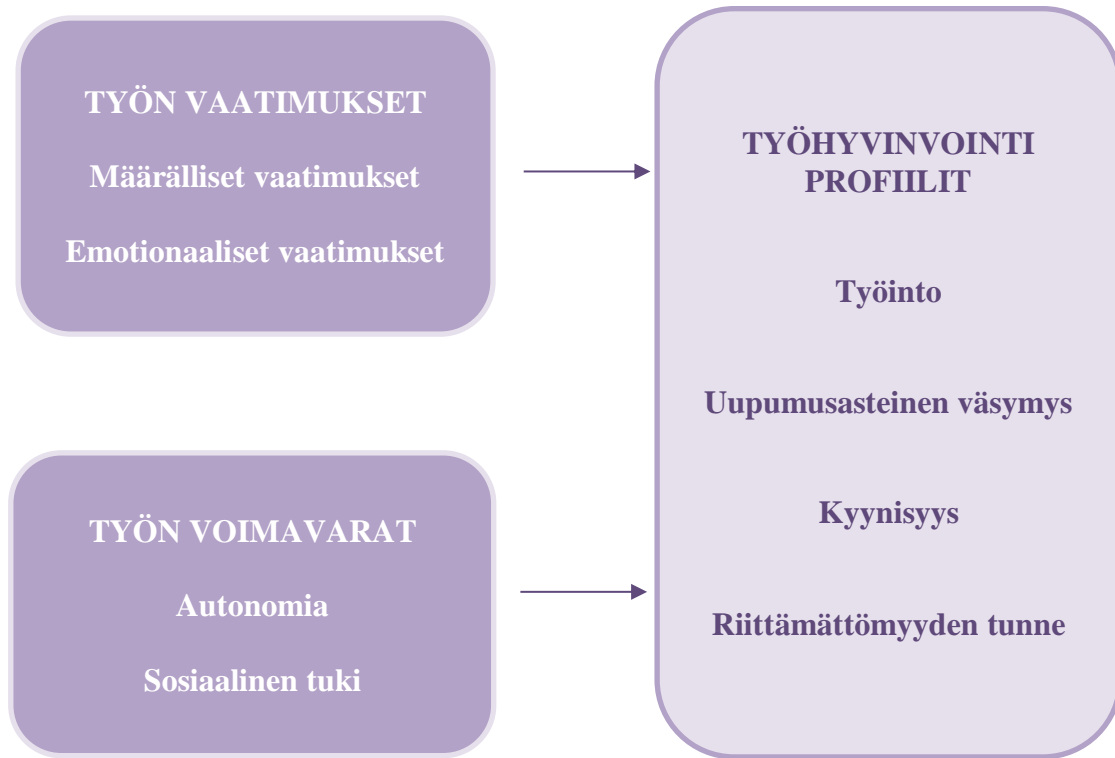 TYÖN VAATIMUKSET
Määrälliset vaatimukset
Emotionaaliset vaatimukset
TYÖN VOIMAVARAT
Autonomia
Sosiaalinen tuki
TYÖHYVINVOINTI
PROFIILIT
Työinto
Uupumusasteinen väsymys
Kyynisyys
Riittämättömyyden tunne